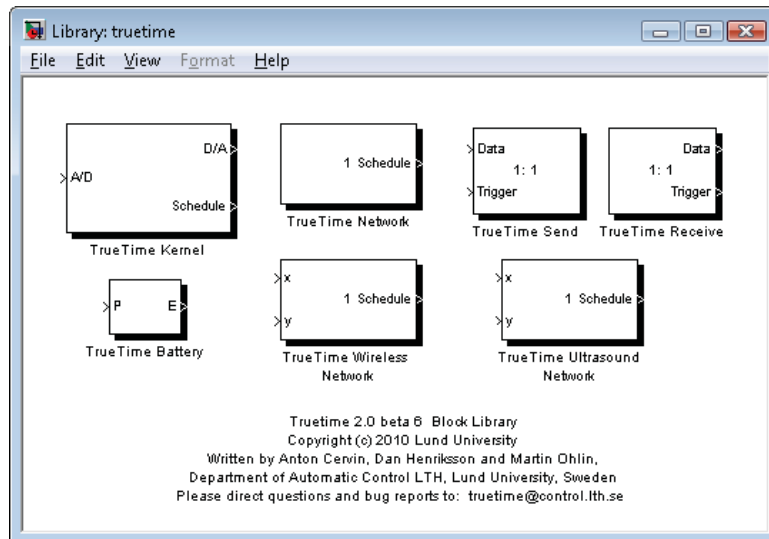 Library: truetime
File Edit View Format Help
D/A
A/D
Schedule
TrueTime Kernel
1 Schedule
TrueTime Network
Data
1: 1
Trigger
TrueTime Send
Data
1: 1
Trigger
TrueTime Receive
P E
TrueTime Battery
x
1 Schedule
y
TrueTime Wireless
Network
x
1 Schedule
y
TrueTime Ultrasound
Network
Truetime 2.0 beta 6 Block Library
Copyright (c) 2010 Lund University
Written by Anton Cervin, Dan Henriksson and Martin Ohlin,
Department of Automatic Control LTH, Lund University, Sweden
Please direct questions and bug reports to: truetime@control.lth.se